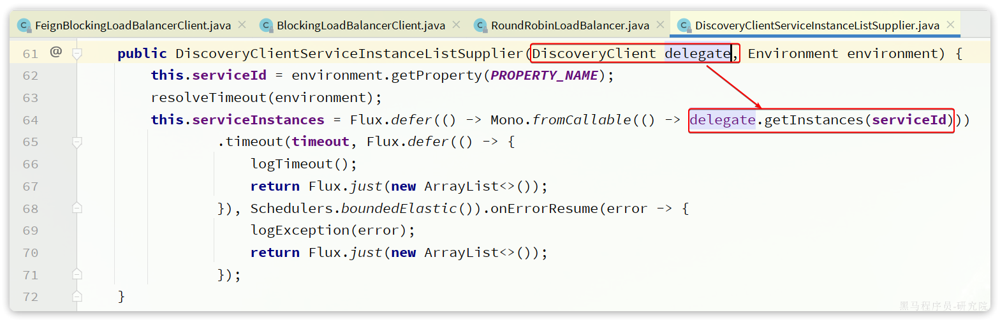 FeignBlockingLoadBalancerClient.java BlockingLoadBalancerClient.java RoundRobinLoadBalancer.java DiscoveryClientServiceInstanceListSupplier.java
61 @ public DiscoveryClientServiceInstanceListSupplier(DiscoveryClient delegate, Environment environment) {
62 this.serviceId = environment.getProperty(PROPERTY_NAME);
63 resolveTimeout(environment);
64 this.serviceInstances = Flux.defer(() -> Mono.fromCallable(() -> delegate.getInstances(serviceId)))
65 .timeout(timeout, Flux.defer(() -> {
66 logTimeout();
67 return Flux.just(new ArrayList<>());
68 }), Schedulers.boundedElastic()).onErrorResume(error -> {
69 logException(error);
70 return Flux.just(new ArrayList<>());
71 });
72 }
黑马程序员-研究院